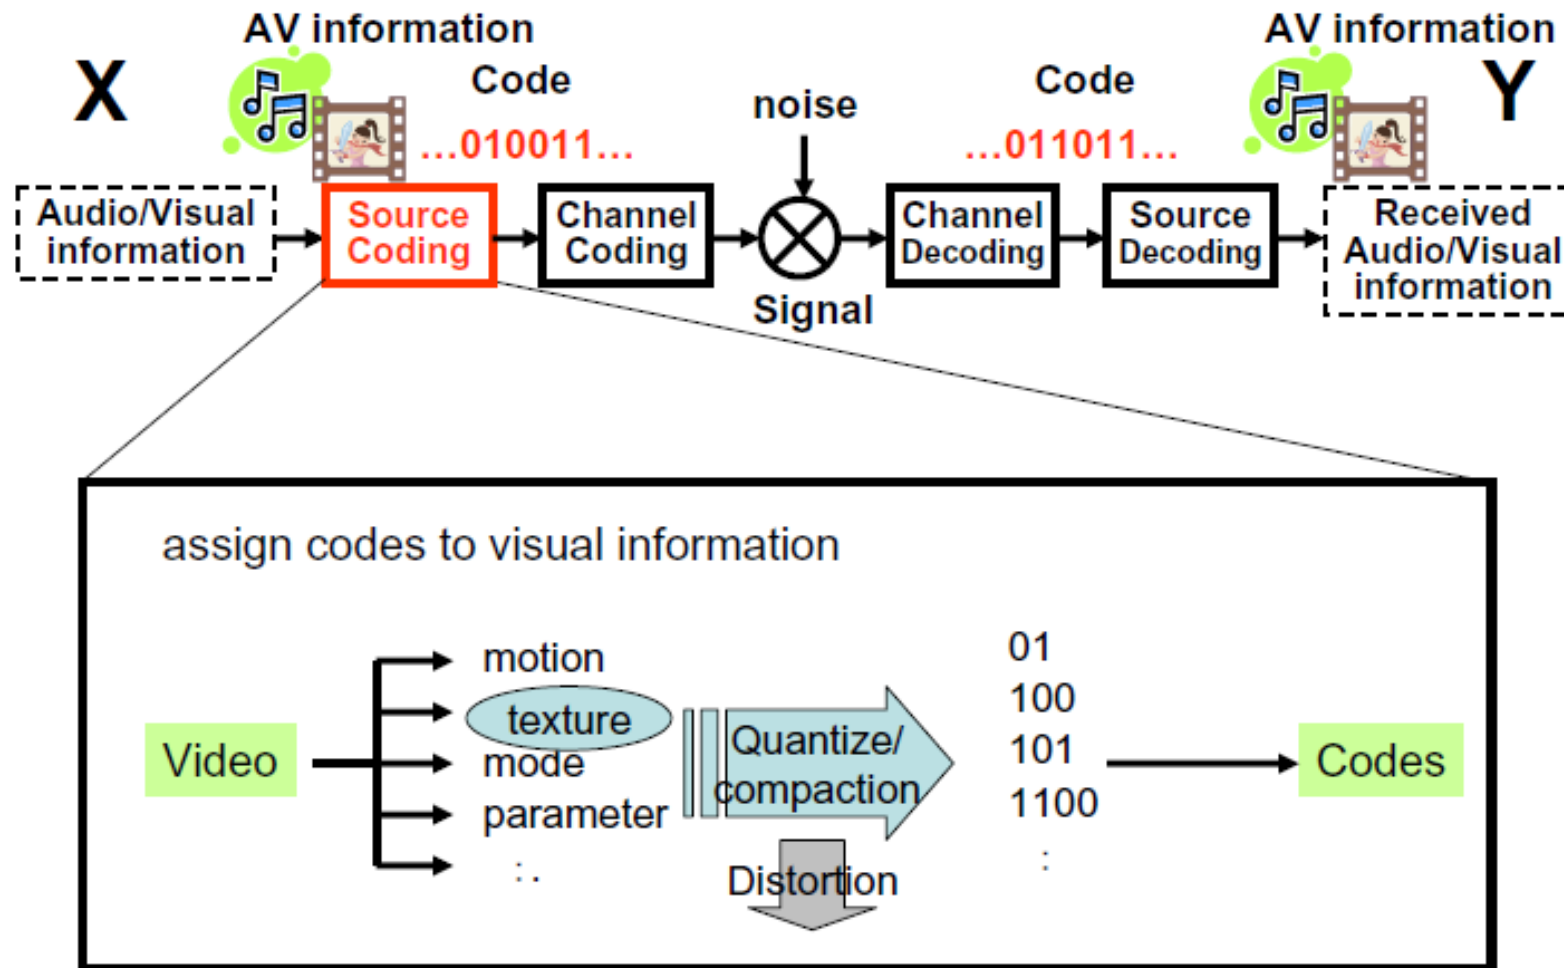 AV information
AV information
X
Y
Code
Code
noise
...010011...
...011011...
Audio/Visual
information
Source
Coding
Channel
Coding
Signal
Channel
Decoding
Source
Decoding
Received
Audio/Visual
information
assign codes to visual information
Video
motion
texture
mode
parameter
: .
Quantize/
compaction
Distortion
01
100
101
1100
:
Codes